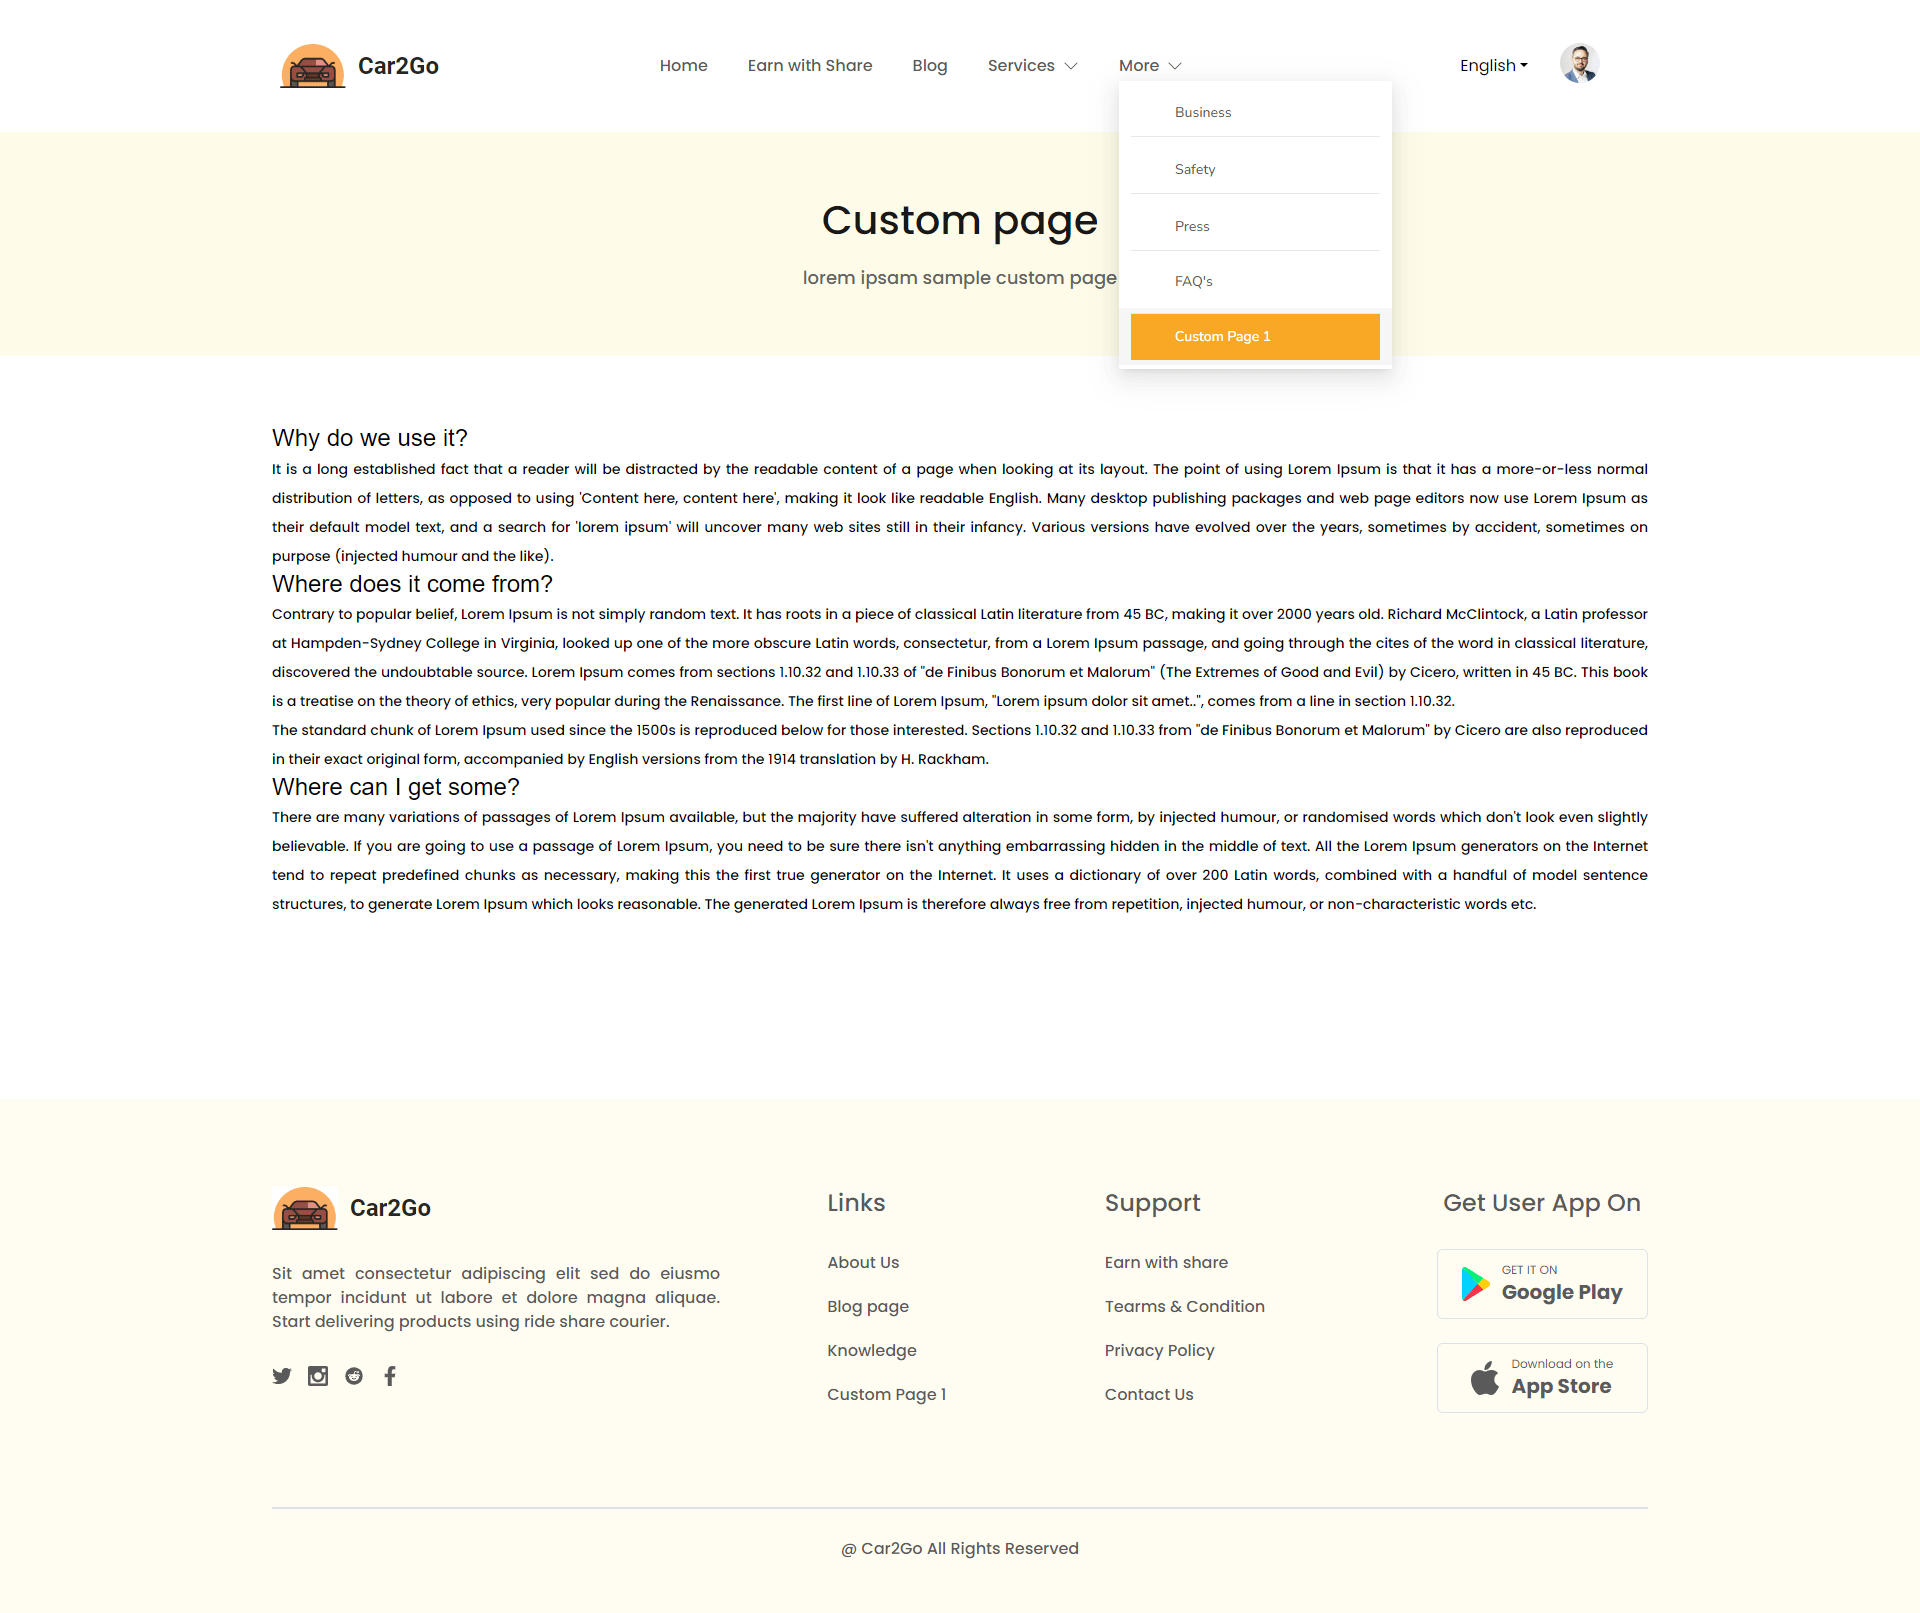 Car2Go
Home
Earn with Share
Blog
Services
More
English
Business
Safety
Press
FAQ's
Custom Page 1
Custom page
lorem ipsam sample custom page
Why do we use it?
It is a long established fact that a reader will be distracted by the readable content of a page when looking at its layout. The point of using Lorem Ipsum is that it has a more-or-less normal
distribution of letters, as opposed to using 'Content here, content here', making it look like readable English. Many desktop publishing packages and web page editors now use Lorem Ipsum as
their default model text, and a search for 'lorem ipsum' will uncover many web sites still in their infancy. Various versions have evolved over the years, sometimes by accident, sometimes on
purpose (injected humour and the like).
Where does it come from?
Contrary to popular belief, Lorem Ipsum is not simply random text. It has roots in a piece of classical Latin literature from 45 BC, making it over 2000 years old. Richard McClintock, a Latin professor
at Hampden-Sydney College in Virginia, looked up one of the more obscure Latin words, consectetur, from a Lorem Ipsum passage, and going through the cites of the word in classical literature,
discovered the undoubtable source. Lorem Ipsum comes from sections 1.10.32 and 1.10.33 of "de Finibus Bonorum et Malorum" (The Extremes of Good and Evil) by Cicero, written in 45 BC. This book
is a treatise on the theory of ethics, very popular during the Renaissance. The first line of Lorem Ipsum, "Lorem ipsum dolor sit amet..", comes from a line in section 1.10.32.
The standard chunk of Lorem Ipsum used since the 1500s is reproduced below for those interested. Sections 1.10.32 and 1.10.33 from "de Finibus Bonorum et Malorum" by Cicero are also reproduced
in their exact original form, accompanied by English versions from the 1914 translation by H. Rackham.
Where can I get some?
There are many variations of passages of Lorem Ipsum available, but the majority have suffered alteration in some form, by injected humour, or randomised words which don't look even slightly
believable. If you are going to use a passage of Lorem Ipsum, you need to be sure there isn't anything embarrassing hidden in the middle of text. All the Lorem Ipsum generators on the Internet
tend to repeat predefined chunks as necessary, making this the first true generator on the Internet. It uses a dictionary of over 200 Latin words, combined with a handful of model sentence
structures, to generate Lorem Ipsum which looks reasonable. The generated Lorem Ipsum is therefore always free from repetition, injected humour, or non-characteristic words etc.
Car2Go
Sit amet consectetur adipiscing elit sed do eiusmo
tempor incidunt ut labore et dolore magna aliquae.
Start delivering products using ride share courier.
Links
About Us
Blog page
Knowledge
Custom Page 1
Support
Earn with share
Tearms & Condition
Privacy Policy
Contact Us
Get User App On
GET IT ON
Google Play
Download on the
App Store
@ Car2Go All Rights Reserved